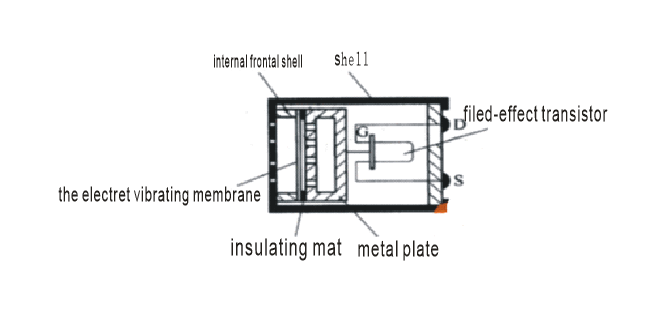 internal frontal shell
shell
filed-effect transistor
D
G
S
the electret vibrating membrane
insulating mat
metal plate